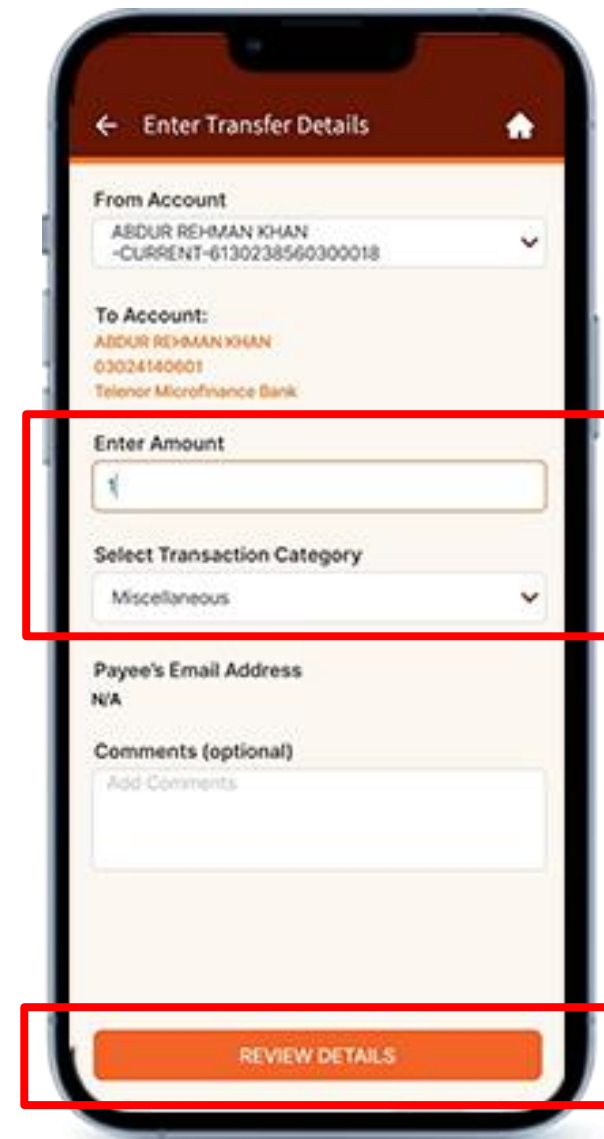 Enter Transfer Details
From Account
ABDUR REHMAN KHAN
-CURRENT-6130238560300018
To Account:
ABDUR REHMAN KHAN
03024140601
Telenor Microfinance Bank
Enter Amount
1
Select Transaction Category
Miscellaneous
Payee's Email Address
N/A
Comments (optional)
Add Comments
REVIEW DETAILS